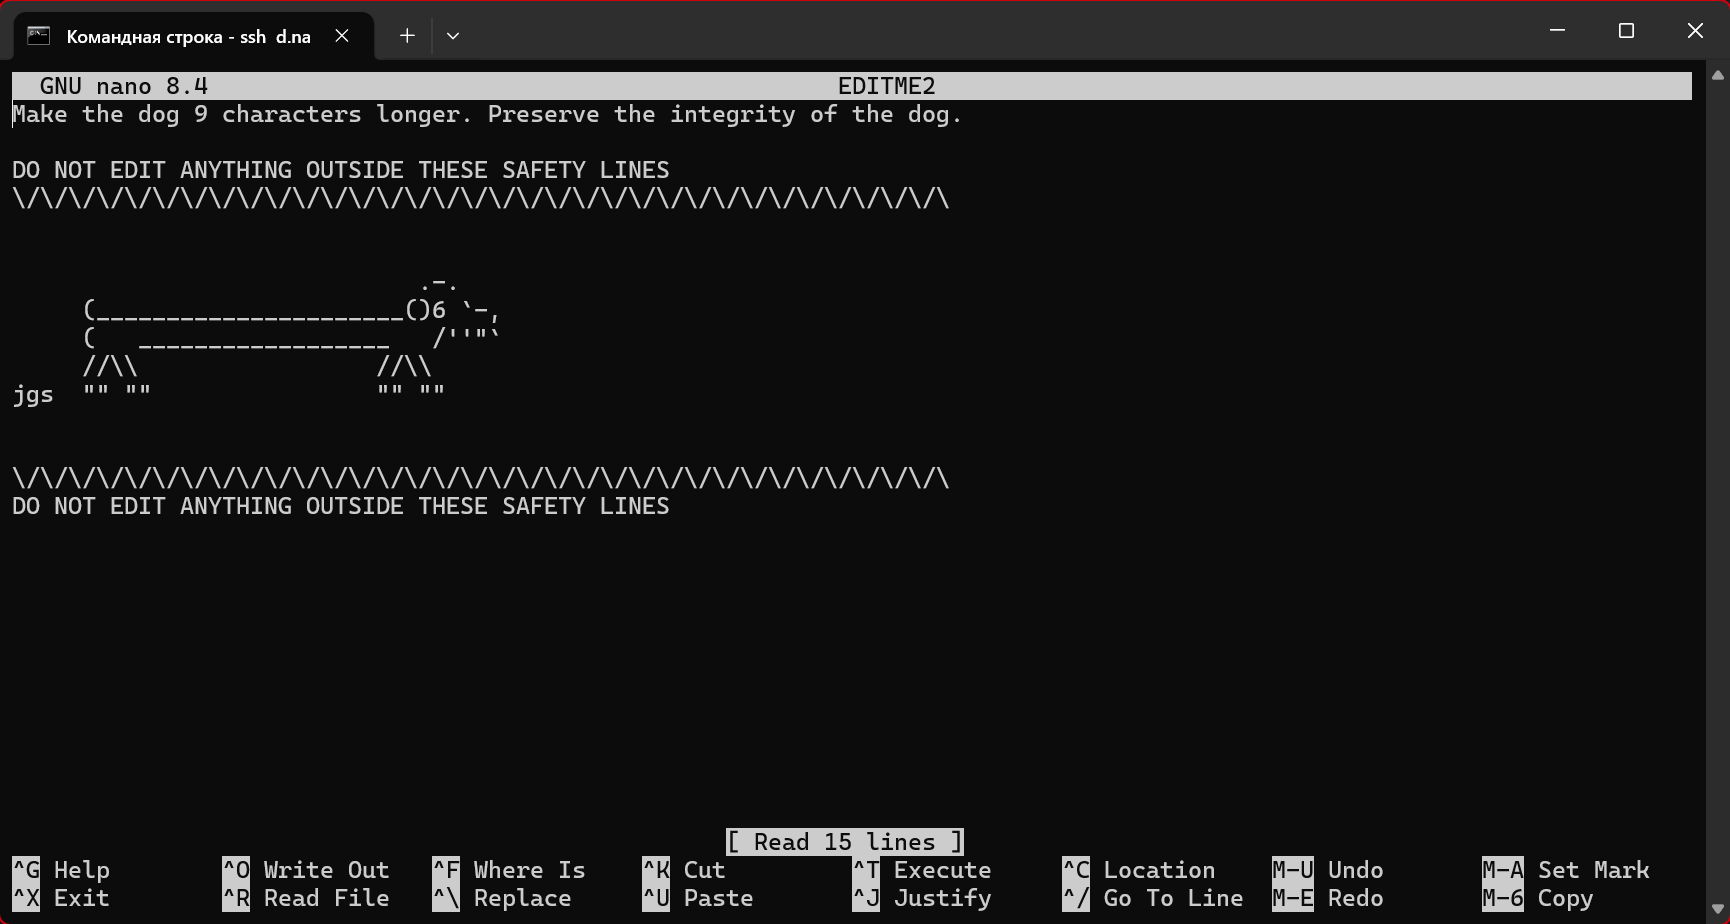 Командная строка - ssh  d.na
GNU nano 8.4                                             EDITME2
Make the dog 9 characters longer. Preserve the integrity of the dog.
DO NOT EDIT ANYTHING OUTSIDE THESE SAFETY LINES
\/\/\/\/\/\/\/\/\/\/\/\/\/\/\/\/\/\/\/\/\/\/\/\/\/\/\/\/\/\/\/\/\/\
                             .-.
     (______________________()6 `-,
     (   __________________   /''"`
     //\\                 //\\
jgs  "" ""                "" ""
\/\/\/\/\/\/\/\/\/\/\/\/\/\/\/\/\/\/\/\/\/\/\/\/\/\/\/\/\/\/\/\/\/\
DO NOT EDIT ANYTHING OUTSIDE THESE SAFETY LINES
[ Read 15 lines ]
^G Help        ^O Write Out   ^F Where Is    ^K Cut         ^T Execute     ^C Location    M-U Undo       M-A Set Mark
^X Exit        ^R Read File   ^\ Replace     ^U Paste       ^J Justify     ^/ Go To Line  M-E Redo       M-6 Copy